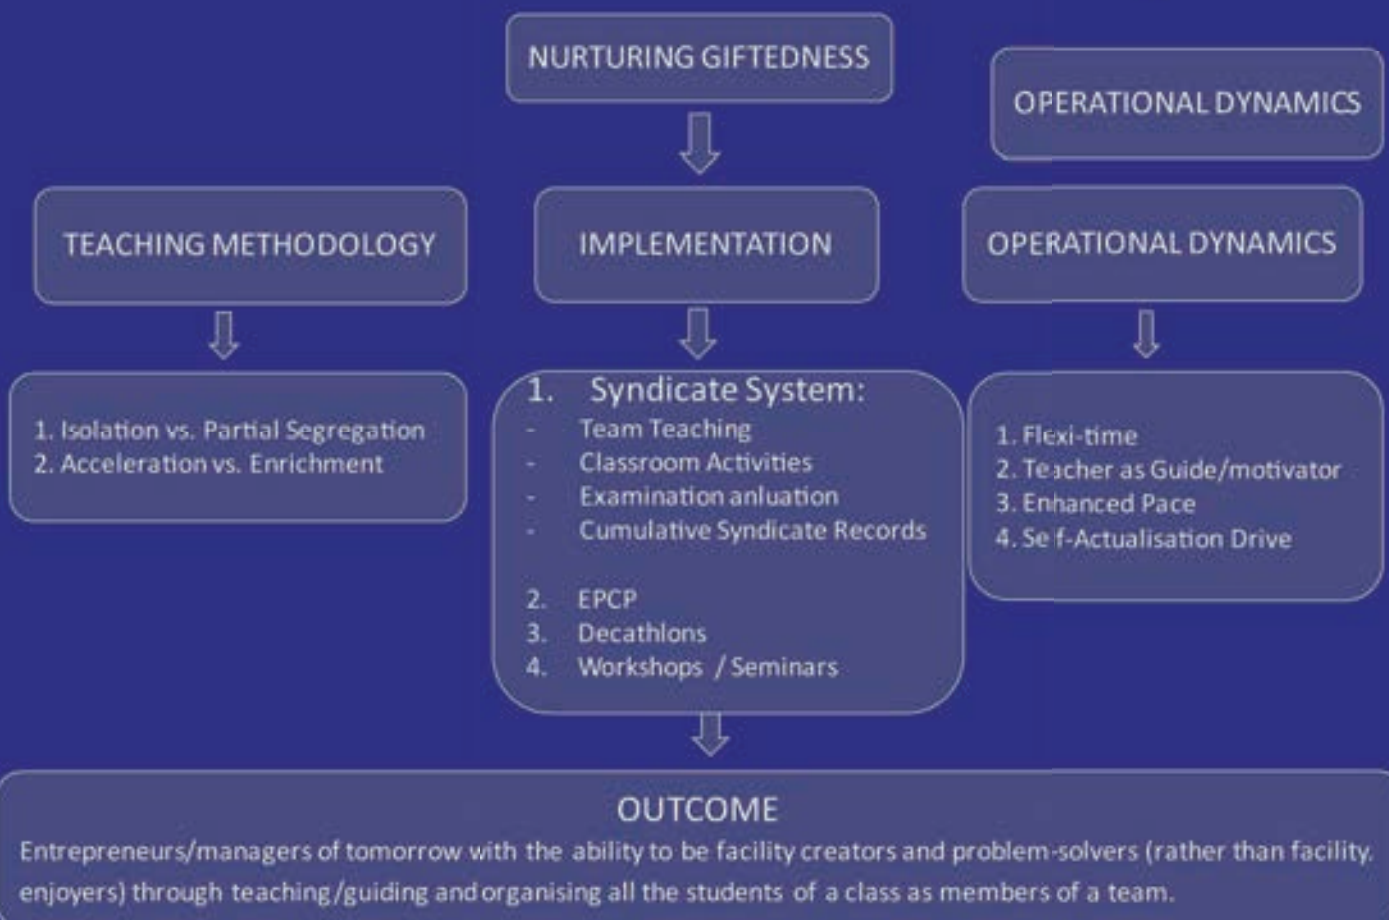 NURTURING GIFTEDNESS
OPERATIONAL DYNAMICS
TEACHING METHODOLOGY
IMPLEMENTATION
OPERATIONAL DYNAMICS
1. Isolation vs. Partial Segregation
2. Acceleration vs. Enrichment
1. Syndicate System:
- Team Teaching
- Classroom Activities
- Examination anluation
- Cumulative Syndicate Records
2. EPCP
3. Decathlons
4. Workshops / Seminars
1. Flexi-time
2. Teacher as Guide/motivator
3. Enhanced Pace
4. Self-Actualisation Drive
OUTCOME
Entrepreneurs/managers of tomorrow with the ability to be facility creators and problem-solvers (rather than facility.
enjoyers) through teaching/guiding and organising all the students of a class as members of a team.